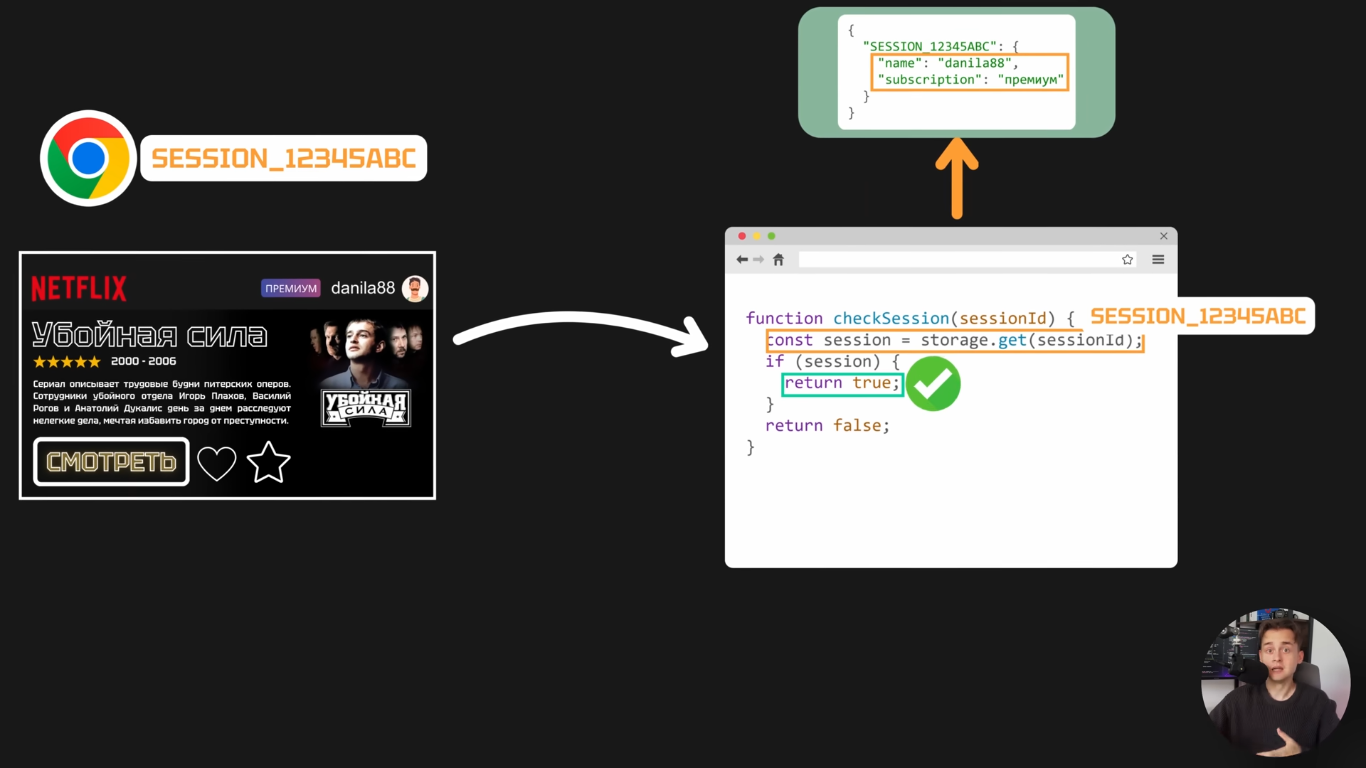 {
"SESSION_12345ABC": {
"name": "danila88",
"subscription": "премиум"
}
}
SESSION_12345ABC
NETFLIX
ПРЕМИУМ danila88
Убойная сила
2000 - 2006
Сериал описывает трудовые будни питерских оперов.
Сотрудники убойного отдела Игорь Плахов, Василий
Рогов и Анатолий Дукалис день за днем расследуют
нелегкие дела, мечтая избавить город от преступности.
УБОЙНАЯ
СИЛА
СМОТРЕТЬ
function checkSession(sessionId) {
SESSION_12345ABC
const session = storage.get(sessionId);
if (session) {
return true;
}
return false;
}